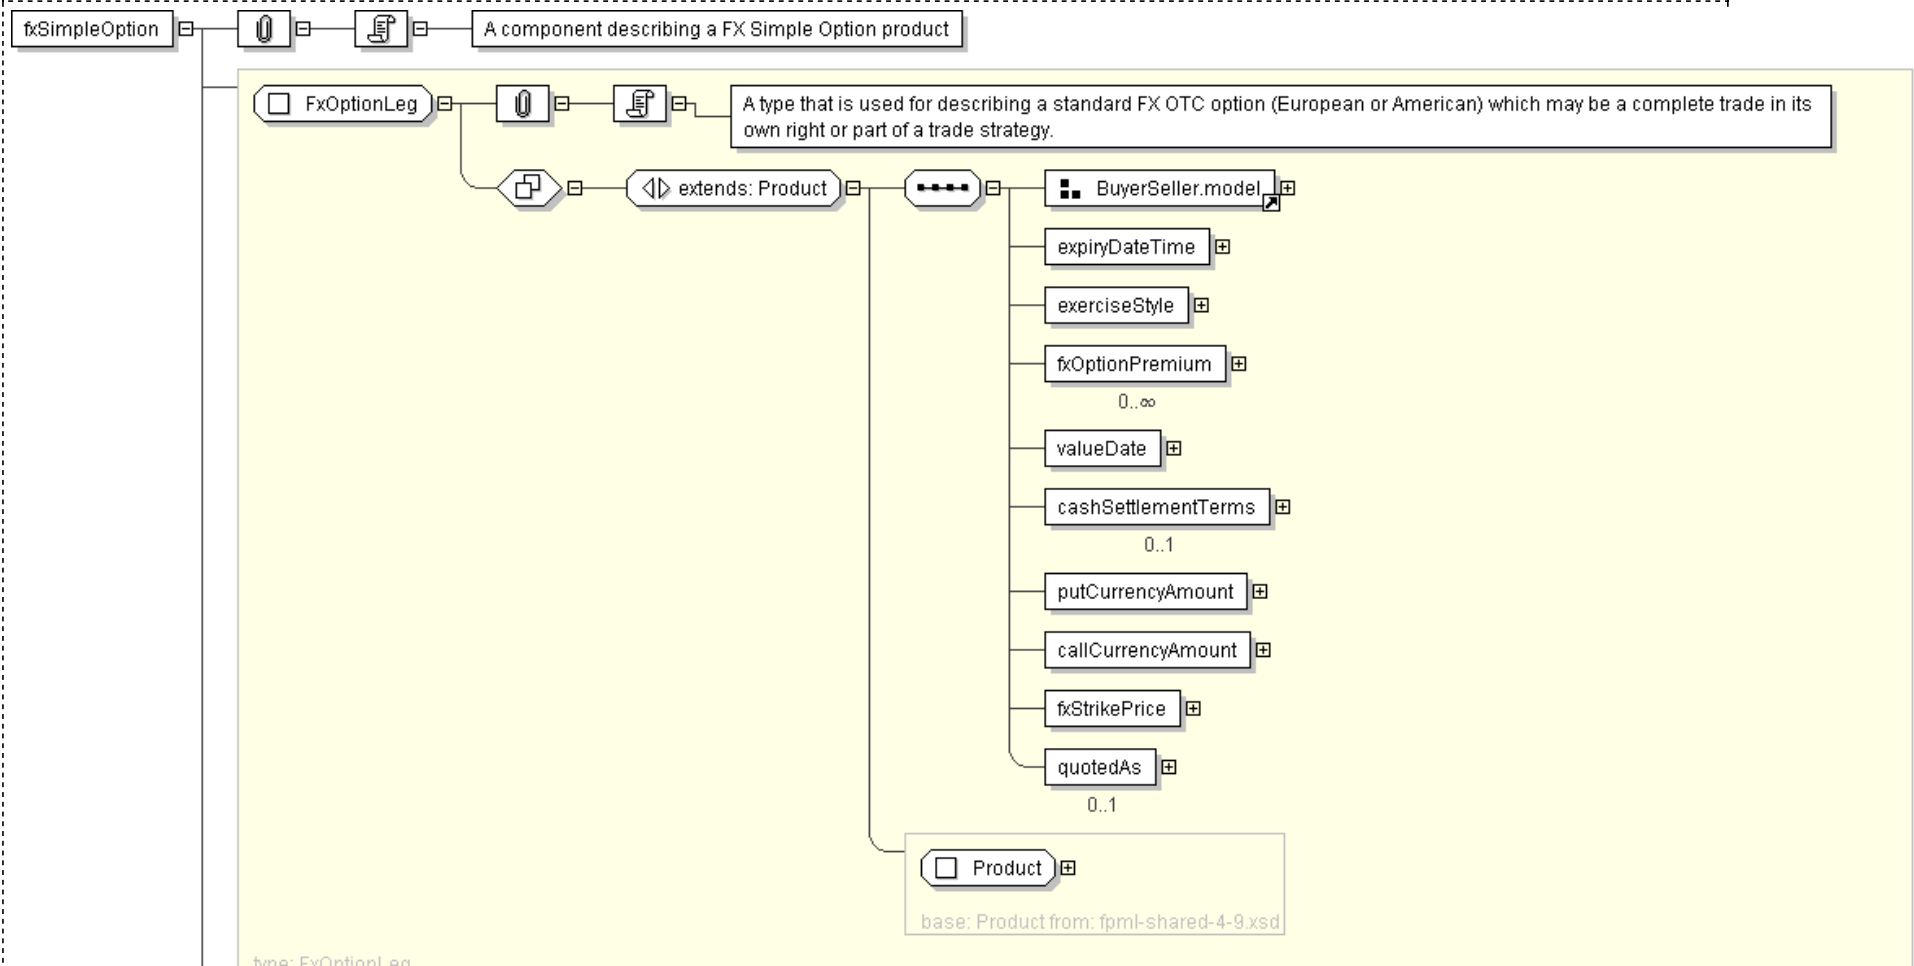 fxSimpleOption
A component describing a FX Simple Option product
FxOptionLeg
A type that is used for describing a standard FX OTC option (European or American) which may be a complete trade in its
own right or part of a trade strategy.
extends: Product
BuyerSeller.model
expiryDateTime
exerciseStyle
fxOptionPremium
0..∞
valueDate
cashSettlementTerms
0..1
putCurrencyAmount
callCurrencyAmount
fxStrikePrice
quotedAs
0..1
Product
base: Product from: fpml-shared-4-9.xsd
type: FxOptionLeg